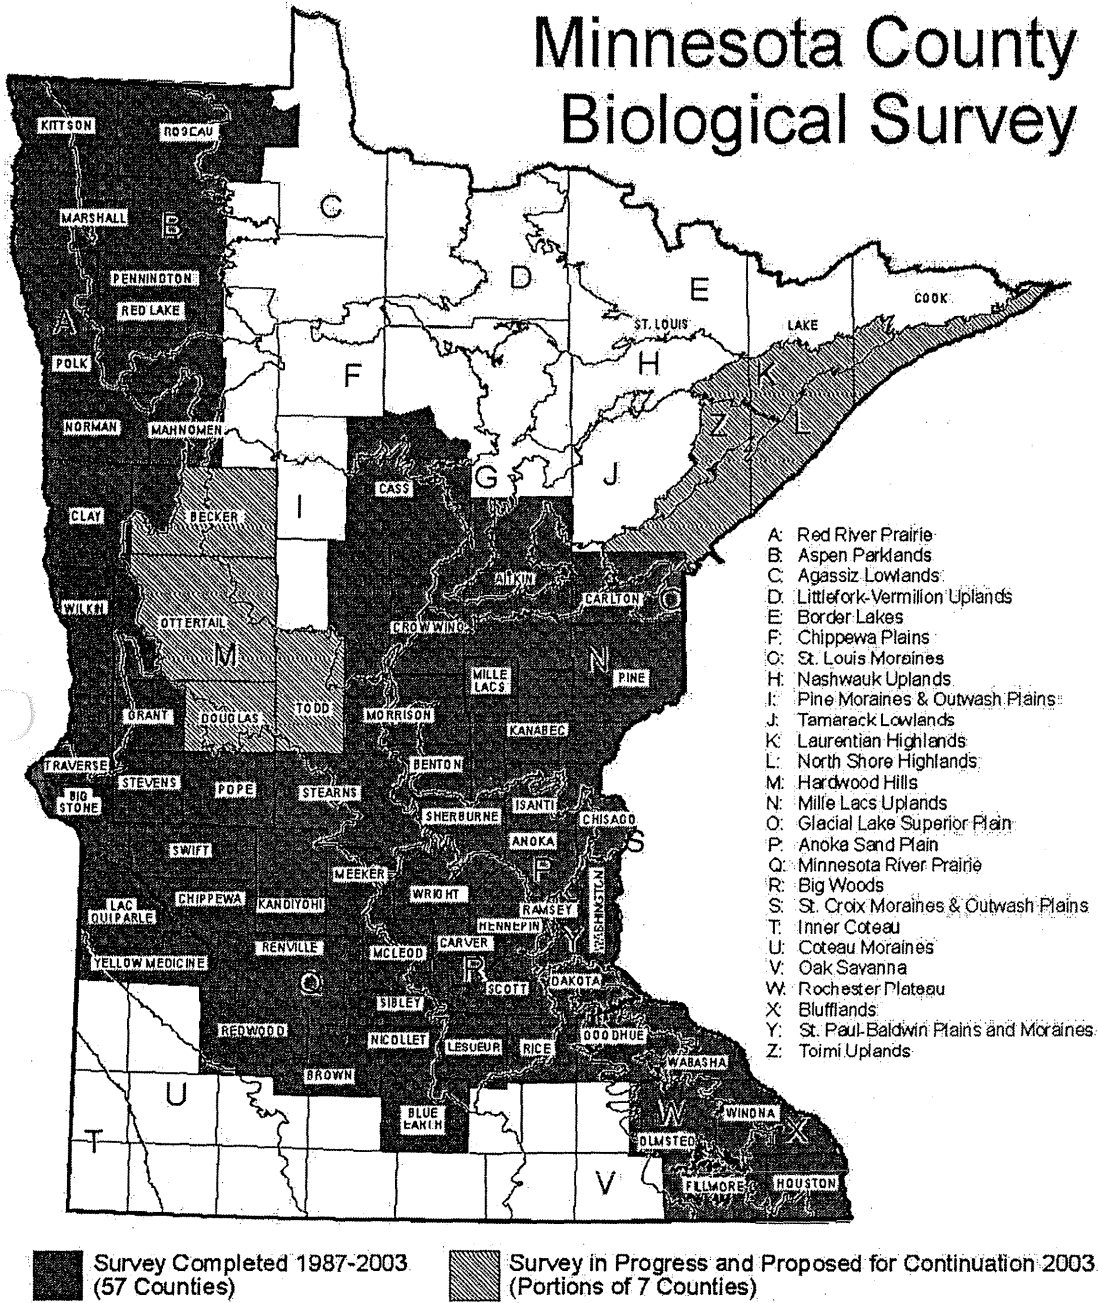 Minnesota County
Biological Survey
KITTSON
ROSEAU
MARSHALL
B
C
PENNINGTON
D
RED LAKE
E
COOK
A
ST. LOUIS
LAKE
POLK
F
H
K
NORMAN
MAHNOMEN
Z
L
CASS
G
J
CLAY
BECKER
I
AITKIN
WILKIN
CARLTON
O
OTTERTAIL
CROW WING
M
MILLE
LACS
N
PINE
GRANT
DOUGLAS
TODD
MORRISON
KANABEC
TRAVERSE
STEVENS
POPE
STEARNS
BENTON
BIG
STONE
SHERBURNE
ISANTI
CHISAGO
SWIFT
ANOKA
S
MEEKER
P
LAC
QUI PARLE
CHIPPEWA
KANDIYOHI
WRIGHT
RAMSEY
WASHINGTON
HENNEPIN
YELLOW MEDICINE
RENVILLE
MCLEOD
CARVER
Y
Q
R
SCOTT
DAKOTA
SIBLEY
REDWOOD
NICOLLET
LESUEUR
RICE
GOODHUE
BROWN
WABASHA
U
BLUE
EARTH
W
WINONA
T
OLMSTED
X
V
FILLMORE
HOUSTON
A: Red River Prairie
B: Aspen Parklands
C: Agassiz Lowlands
D: Littlefork-Vermilion Uplands
E: Border Lakes
F: Chippewa Plains
O: St. Louis Moraines
H: Nashwauk Uplands
I: Pine Moraines & Outwash Plains
J: Tamarack Lowlands
K: Laurentian Highlands
L: North Shore Highlands
M: Hardwood Hills
N: Mille Lacs Uplands
O: Glacial Lake Superior Plain
P: Anoka Sand Plain
Q: Minnesota River Prairie
R: Big Woods
S: St. Croix Moraines & Outwash Plains
T: Inner Coteau
U: Coteau Moraines
V: Oak Savanna
W: Rochester Plateau
X: Blufflands
Y: St. Paul-Baldwin Plains and Moraines
Z: Toimi Uplands
Survey Completed 1987-2003
(57 Counties)
Survey in Progress and Proposed for Continuation 2003
(Portions of 7 Counties)